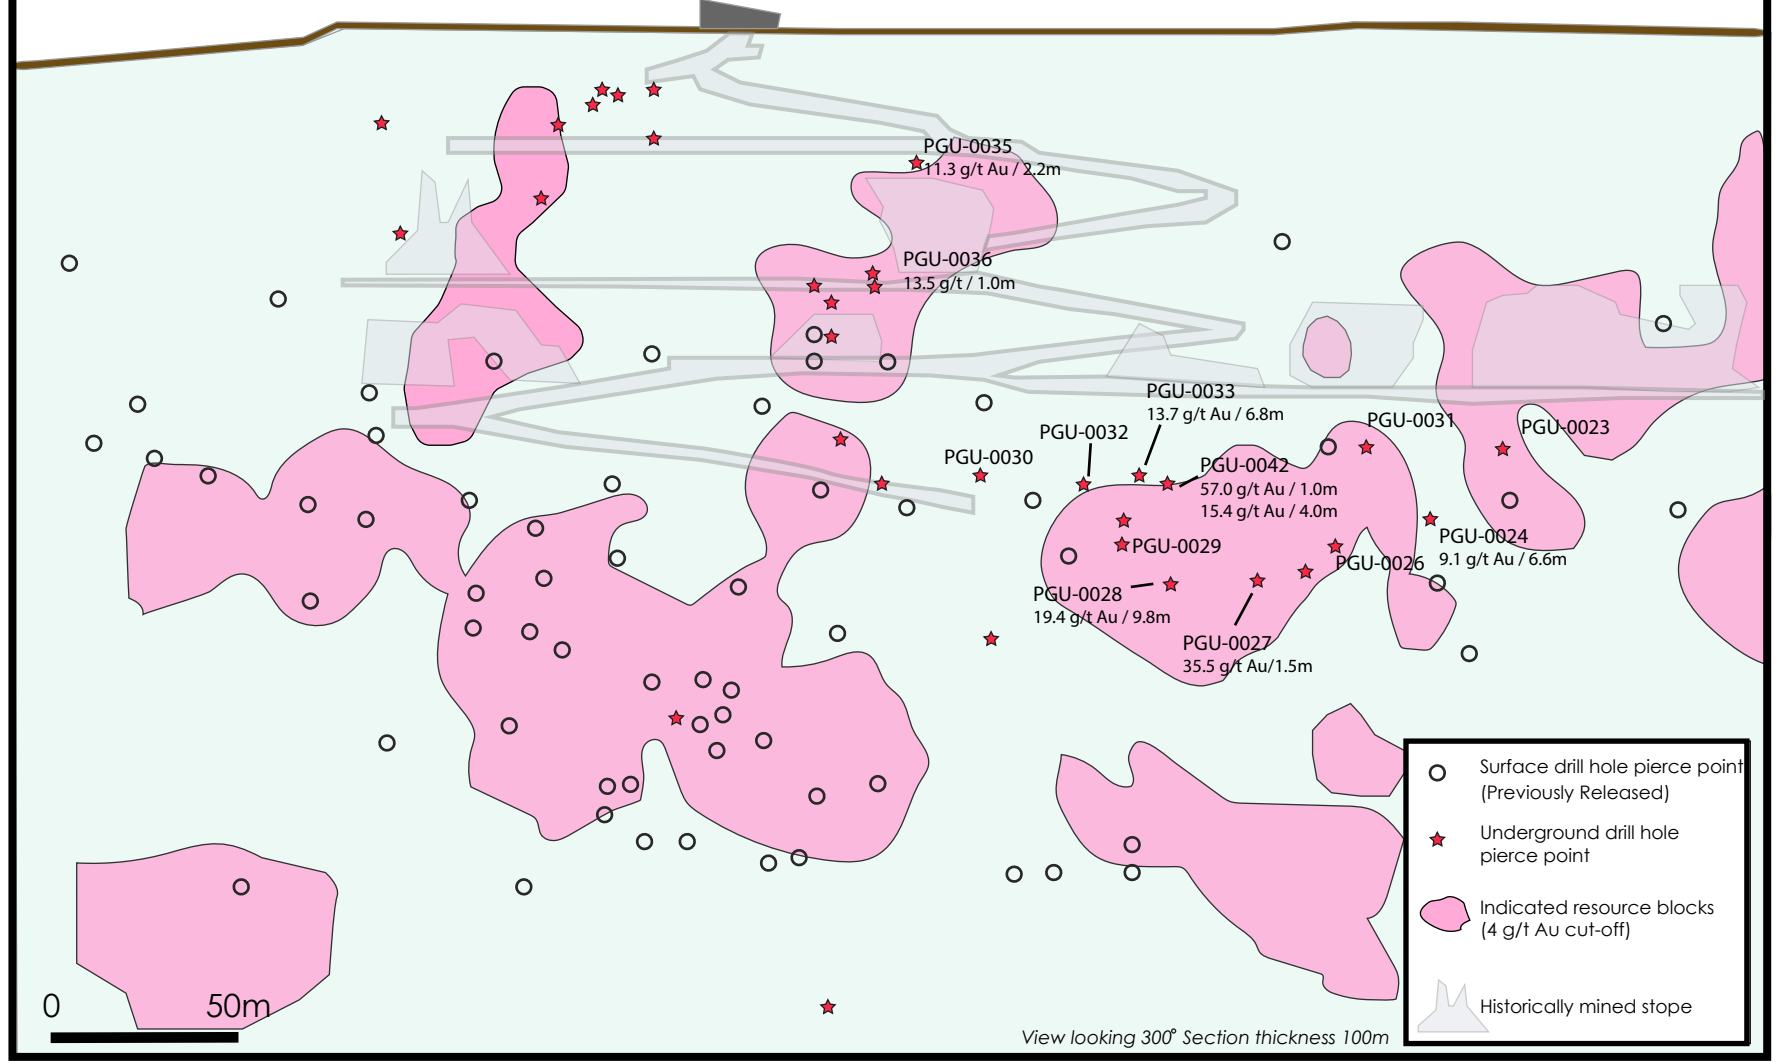 PGU-0035
11.3 g/t Au / 2.2m
PGU-0036
13.5 g/t / 1.0m
PGU-0033
13.7 g/t Au / 6.8m
PGU-0032
PGU-0031
PGU-0023
PGU-0030
PGU-0042
57.0 g/t Au / 1.0m
15.4 g/t Au / 4.0m
PGU-0029
PGU-0024
9.1 g/t Au / 6.6m
PGU-0026
PGU-0028
19.4 g/t Au / 9.8m
PGU-0027
35.5 g/t Au/1.5m
Surface drill hole pierce point
(Previously Released)
Underground drill hole
pierce point
Indicated resource blocks
(4 g/t Au cut-off)
Historically mined stope
0 50m
View looking 300° Section thickness 100m